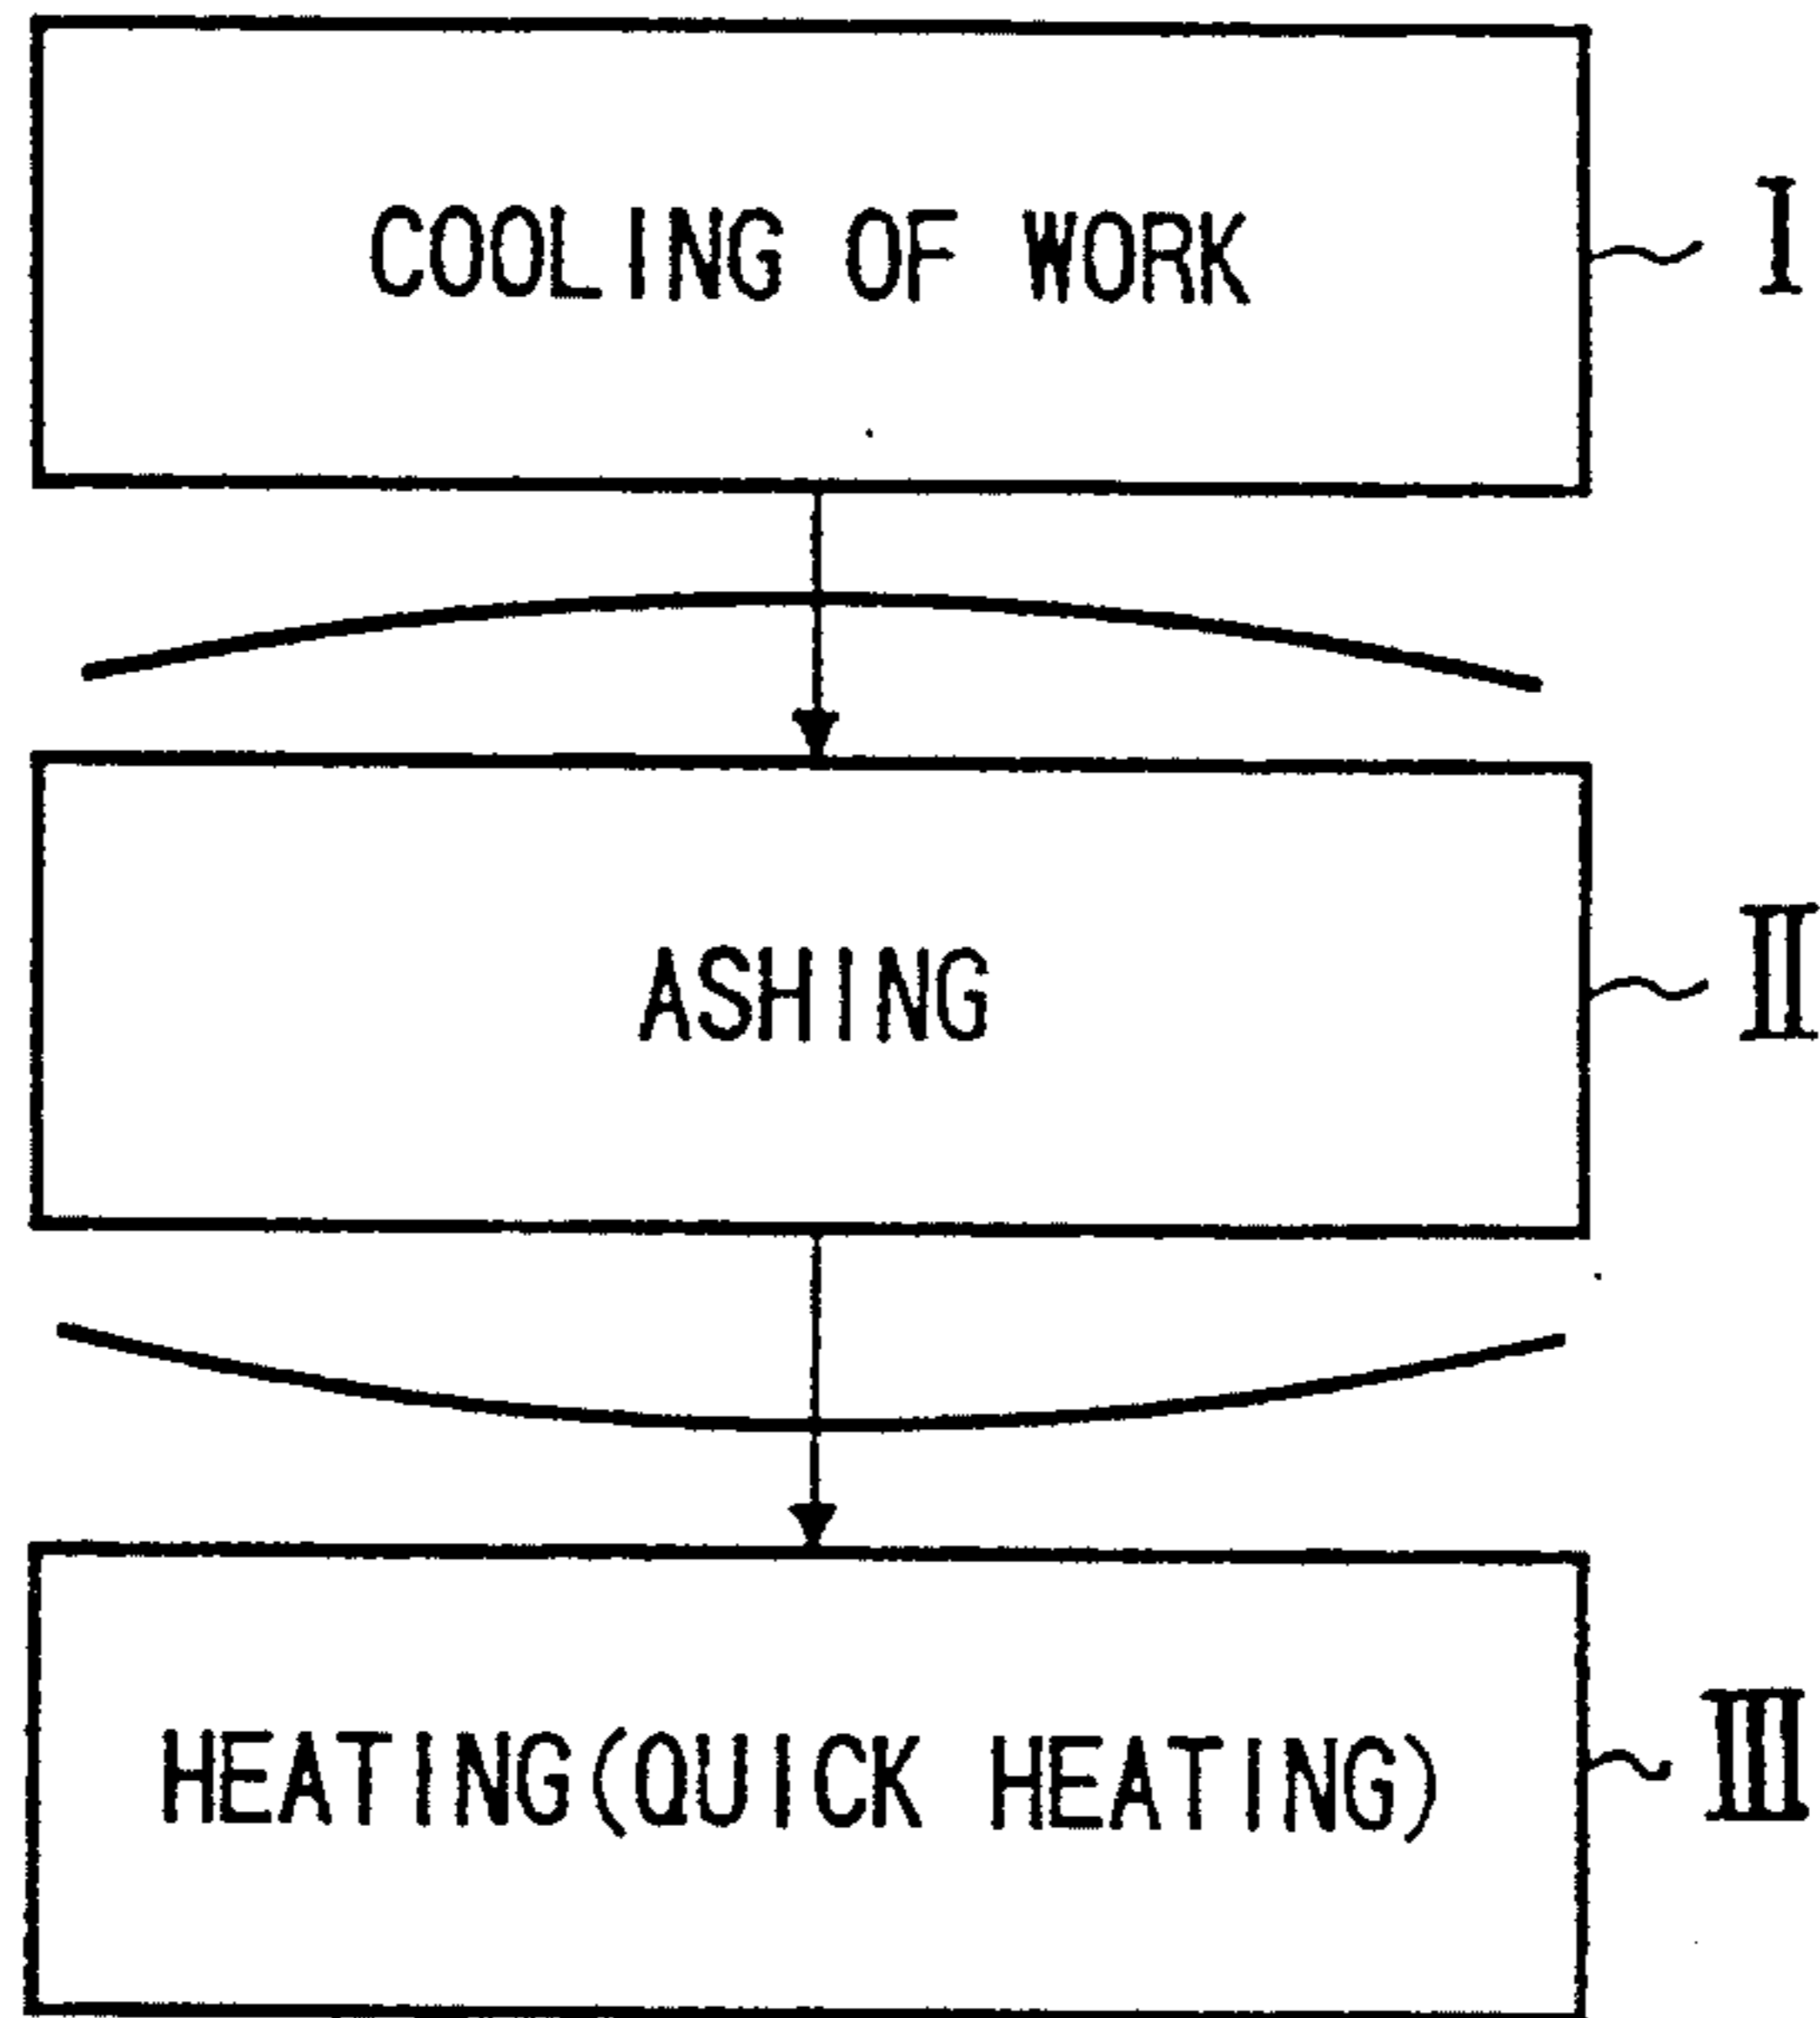 COOLING OF WORK
I
ASHING
II
HEATING(QUICK HEATING)
III